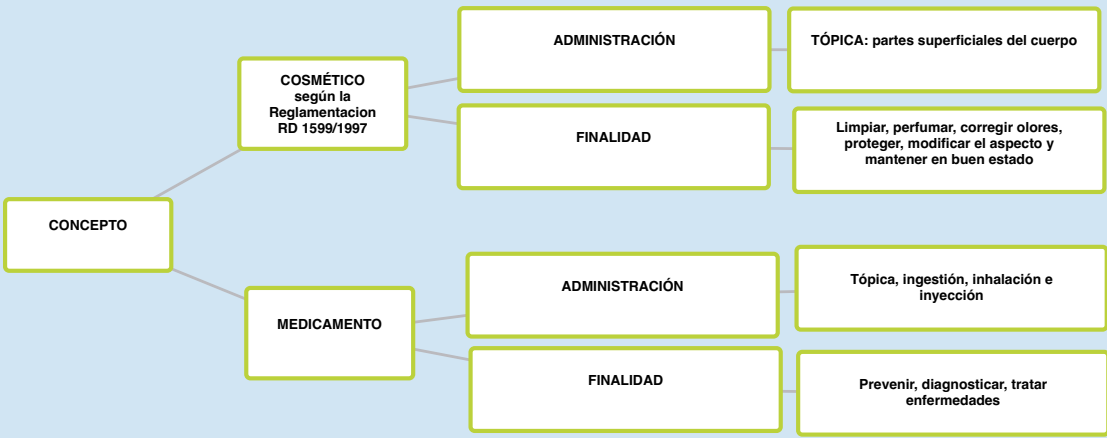 CONCEPTO
COSMÉTICO
según la
Reglamentacion
RD 1599/1997
ADMINISTRACIÓN
TÓPICA: partes superficiales del cuerpo
FINALIDAD
Limpiar, perfumar, corregir olores,
proteger, modificar el aspecto y
mantener en buen estado
MEDICAMENTO
ADMINISTRACIÓN
Tópica, ingestión, inhalación e
inyección
FINALIDAD
Prevenir, diagnosticar, tratar
enfermedades